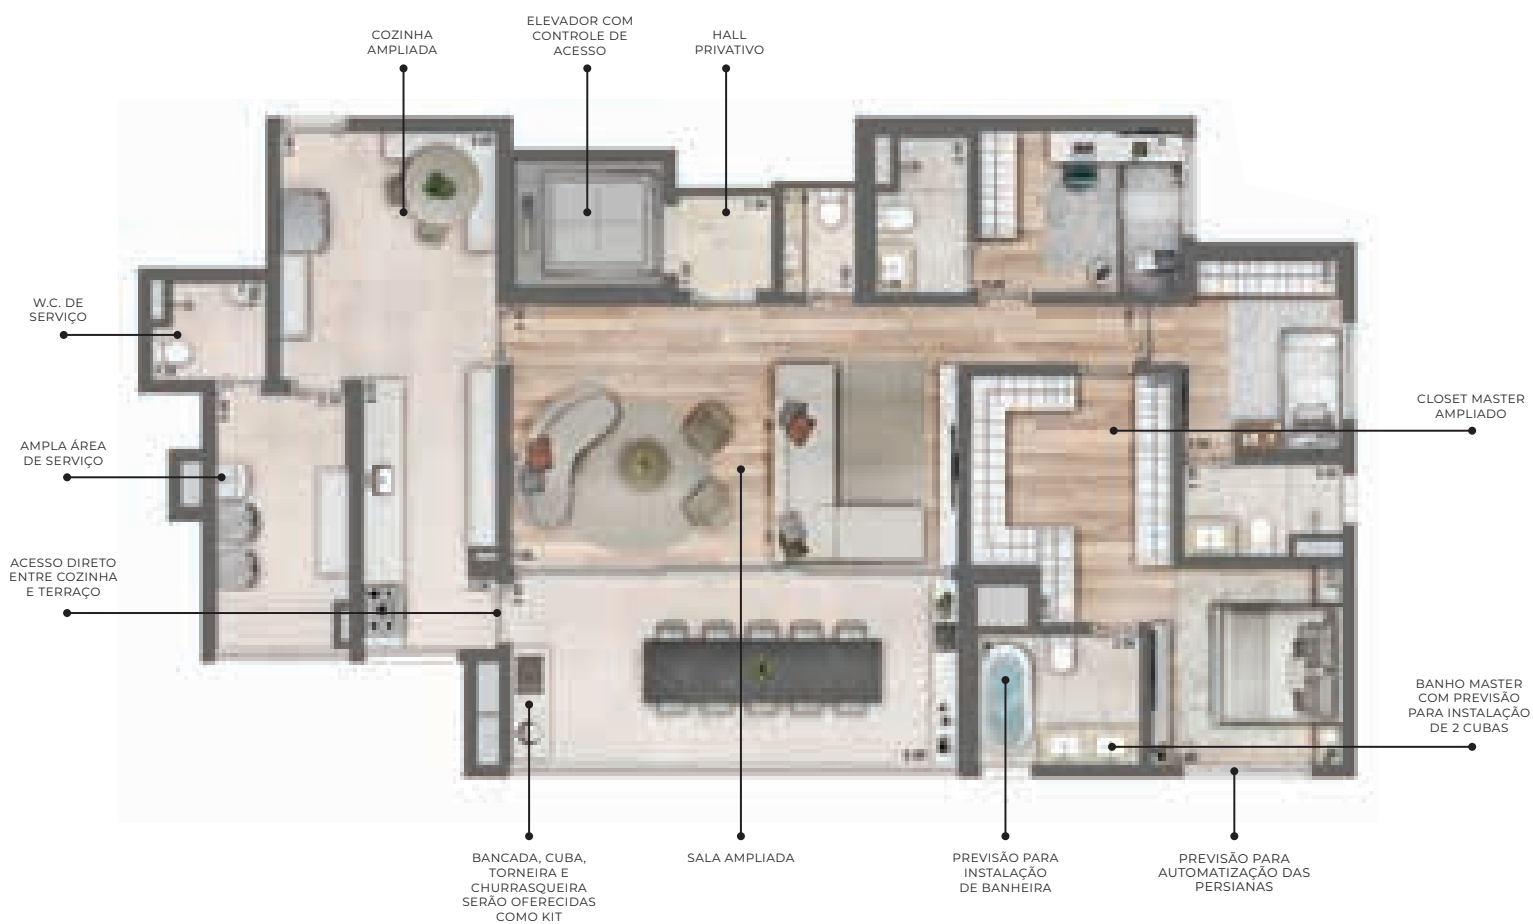 COZINHA
AMPLIADA
ELEVADOR COM
CONTROLE DE
ACESSO
HALL
PRIVATIVO
W.C. DE
SERVIÇO
AMPLA ÁREA
DE SERVIÇO
ACESSO DIRETO
ENTRE COZINHA
E TERRAÇO
CLOSET MASTER
AMPLIADO
BANHO MASTER
COM PREVISÃO
PARA INSTALAÇÃO
DE 2 CUBAS
BANCADA, CUBA,
TORNEIRA E
CHURRASQUEIRA
SERÃO OFERECIDAS
COMO KIT
SALA AMPLIADA
PREVISÃO PARA
INSTALAÇÃO
DE BANHEIRA
PREVISÃO PARA
AUTOMATIZAÇÃO DAS
PERSIANAS